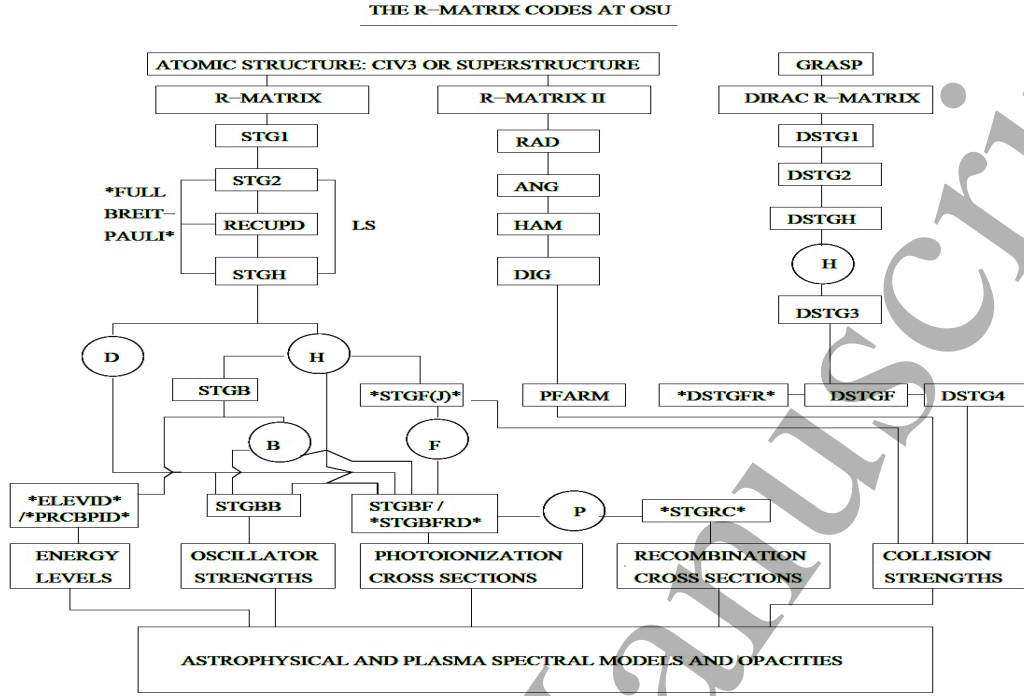 THE R−MATRIX CODES AT OSU
ATOMIC STRUCTURE: CIV3 OR SUPERSTRUCTURE
GRASP
R−MATRIX
R−MATRIX II
DIRAC R−MATRIX
STG1
RAD
DSTG1
STG2
ANG
DSTG2
*FULL
BREIT−
PAULI*
RECUPD
LS
HAM
DSTGH
STGH
DIG
H
DSTG3
D
H
STGB
*STGF(J)*
PFARM
*DSTGFR*
DSTGF
DSTG4
B
F
*ELEVID*
/*PRCBPID*
STGBB
STGBF /
*STGBFRD*
P
*STGRC*
ENERGY
LEVELS
OSCILLATOR
STRENGTHS
PHOTOIONIZATION
CROSS SECTIONS
RECOMBINATION
CROSS SECTIONS
COLLISION
STRENGTHS
ASTROPHYSICAL AND PLASMA SPECTRAL MODELS AND OPACITIES